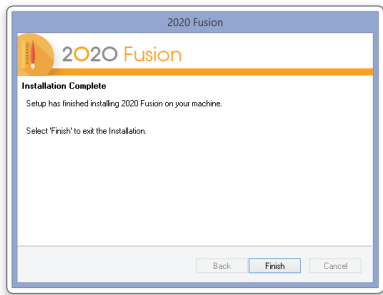 2020 Fusion
2020 Fusion
Installation Complete
Setup has finished installing 2020 Fusion on your machine.
Select 'Finish' to exit the Installation.
Back Finish Cancel